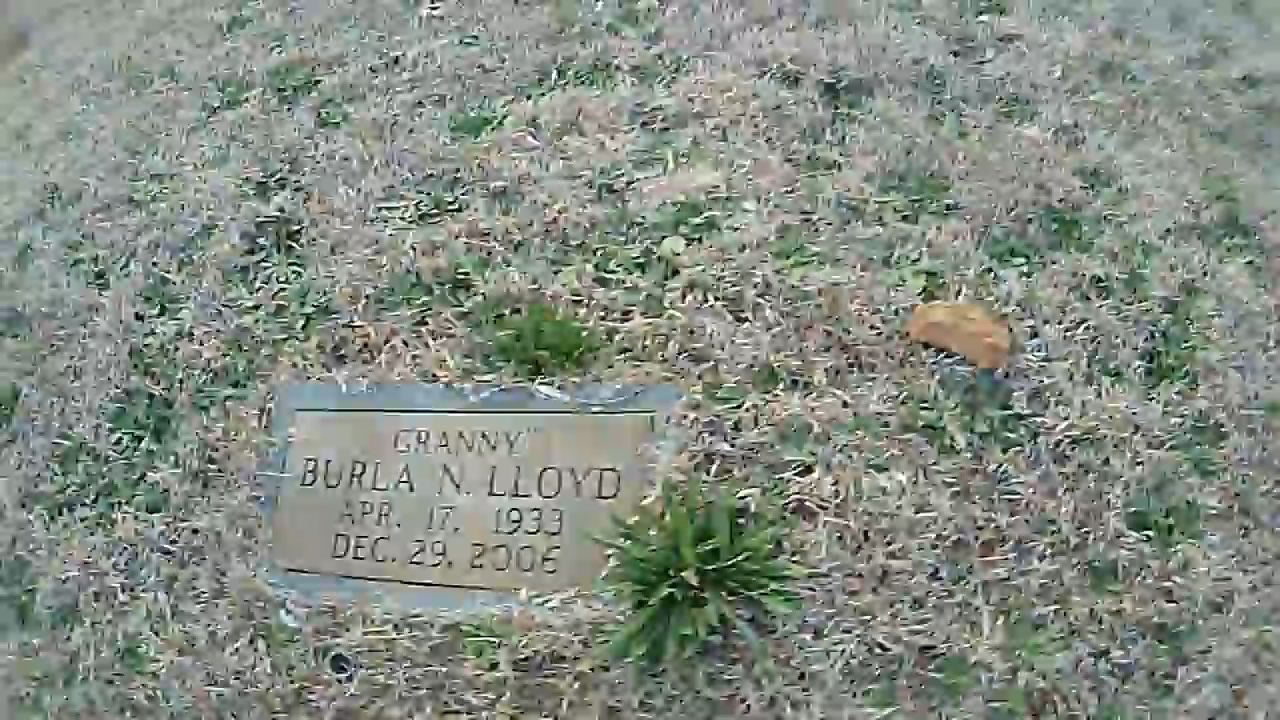 GRANNY"
BURLA N. LLOYD
APR. 17. 1933
DEC. 29. 2006